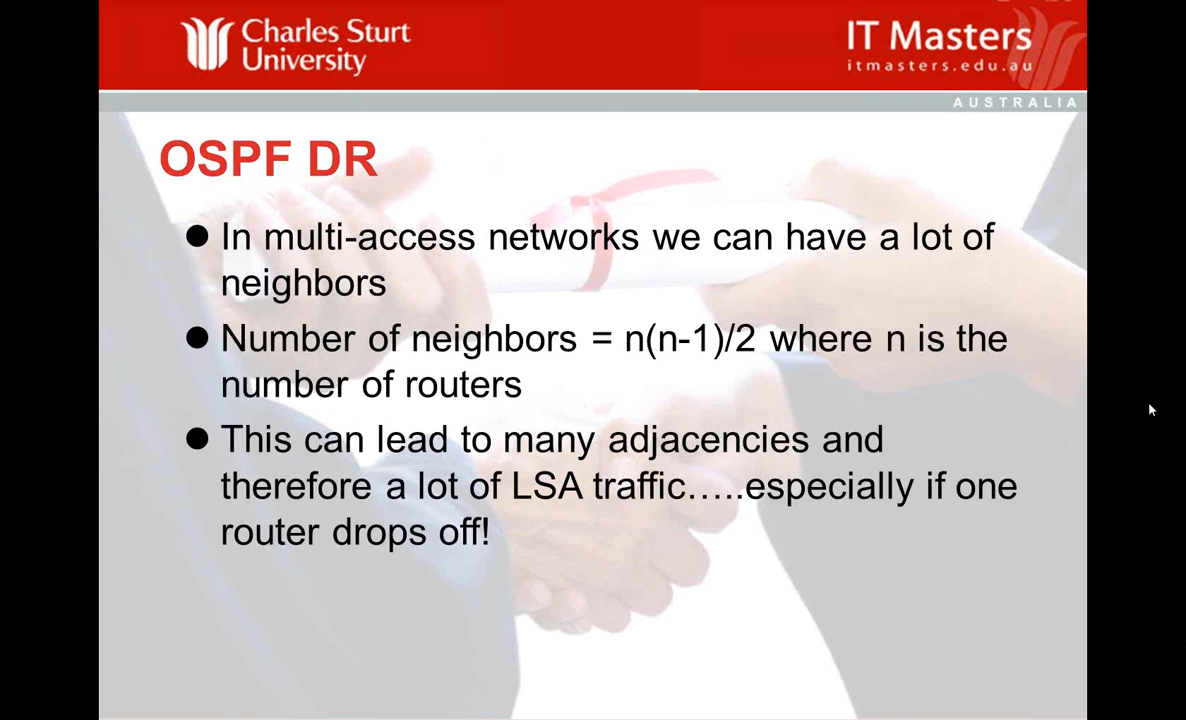 Charles Sturt
University
IT Masters
itmasters.edu.au
AUSTRALIA
OSPF DR
In multi-access networks we can have a lot of
neighbors
Number of neighbors = n(n-1)/2 where n is the
number of routers
This can lead to many adjacencies and
therefore a lot of LSA traffic…..especially if one
router drops off!